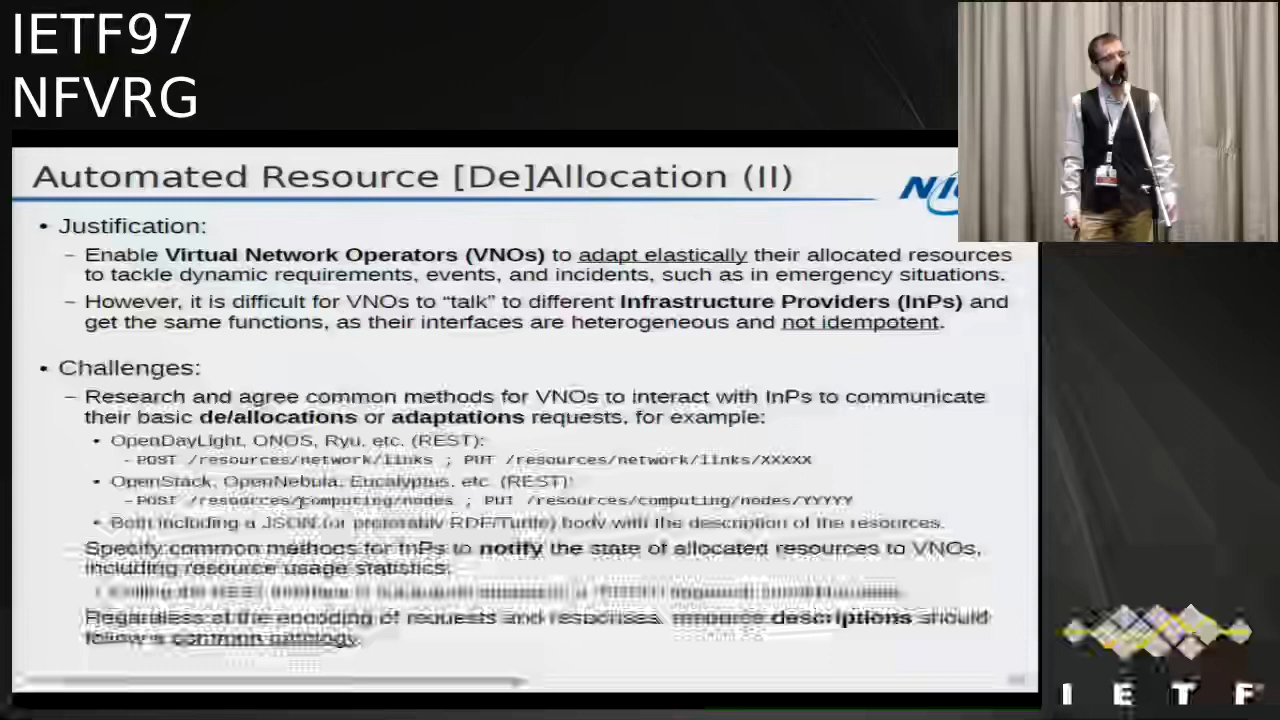 IETF97
NFVRG
Automated Resource [De]Allocation (II)
• Justification:
– Enable Virtual Network Operators (VNOs) to adapt elastically their allocated resources
to tackle dynamic requirements, events, and incidents, such as in emergency situations.
– However, it is difficult for VNOs to “talk” to different Infrastructure Providers (InPs) and
get the same functions, as their interfaces are heterogeneous and not idempotent.
• Challenges:
– Research and agree common methods for VNOs to interact with InPs to communicate
their basic de/allocations or adaptations requests, for example:
• OpenDayLight, ONOS, Ryu, etc. (REST):
– POST /resources/network/links ; PUT /resources/network/links/XXXXX
• OpenStack, OpenNebula, Eucalyptus, etc. (REST):
– POST /resources/computing/nodes ; PUT /resources/computing/nodes/YYYYY
• Both including a JSON (or preferably RDF/Turtle) body with the description of the resources.
Specify common methods for InPs to notify the state of allocated resources to VNOs,
including resource usage statistics.
Regardless of the encoding of requests and responses, resource descriptions should
follow a common ontology.
IETF